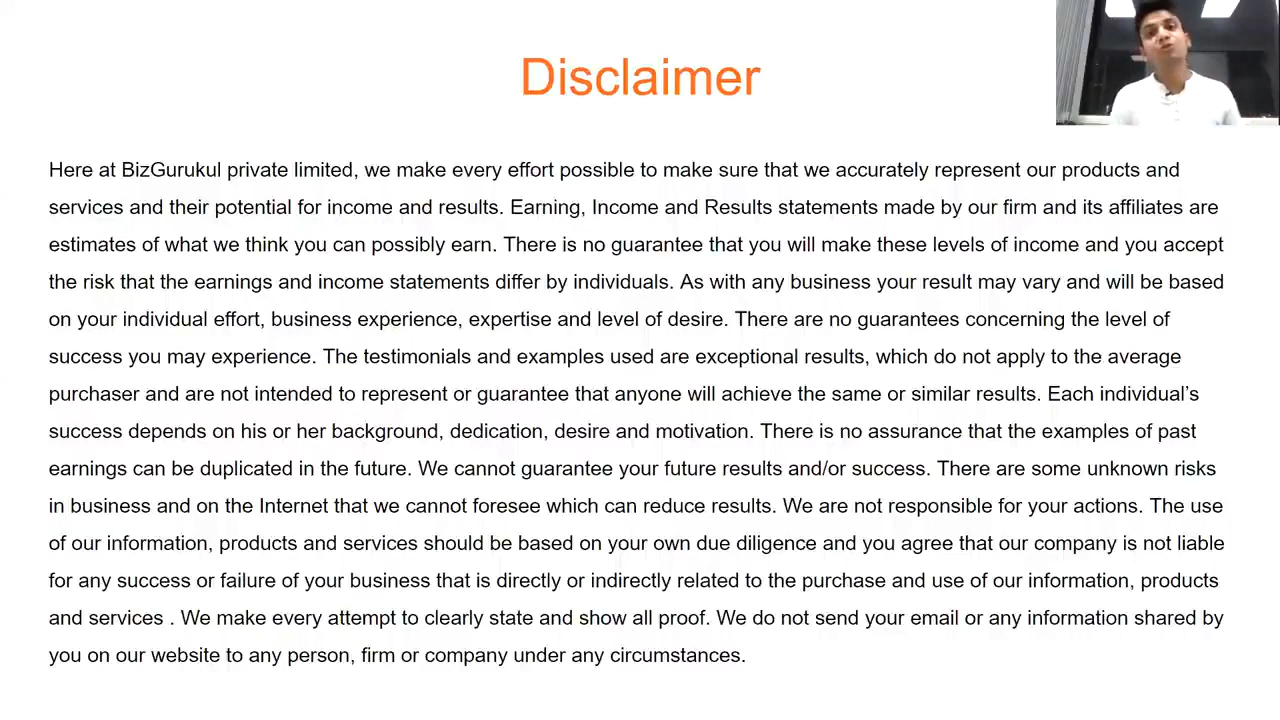 Disclaimer
Here at BizGurukul private limited, we make every effort possible to make sure that we accurately represent our products and
services and their potential for income and results. Earning, Income and Results statements made by our firm and its affiliates are
estimates of what we think you can possibly earn. There is no guarantee that you will make these levels of income and you accept
the risk that the earnings and income statements differ by individuals. As with any business your result may vary and will be based
on your individual effort, business experience, expertise and level of desire. There are no guarantees concerning the level of
success you may experience. The testimonials and examples used are exceptional results, which do not apply to the average
purchaser and are not intended to represent or guarantee that anyone will achieve the same or similar results. Each individual’s
success depends on his or her background, dedication, desire and motivation. There is no assurance that the examples of past
earnings can be duplicated in the future. We cannot guarantee your future results and/or success. There are some unknown risks
in business and on the Internet that we cannot foresee which can reduce results. We are not responsible for your actions. The use
of our information, products and services should be based on your own due diligence and you agree that our company is not liable
for any success or failure of your business that is directly or indirectly related to the purchase and use of our information, products
and services . We make every attempt to clearly state and show all proof. We do not send your email or any information shared by
you on our website to any person, firm or company under any circumstances.